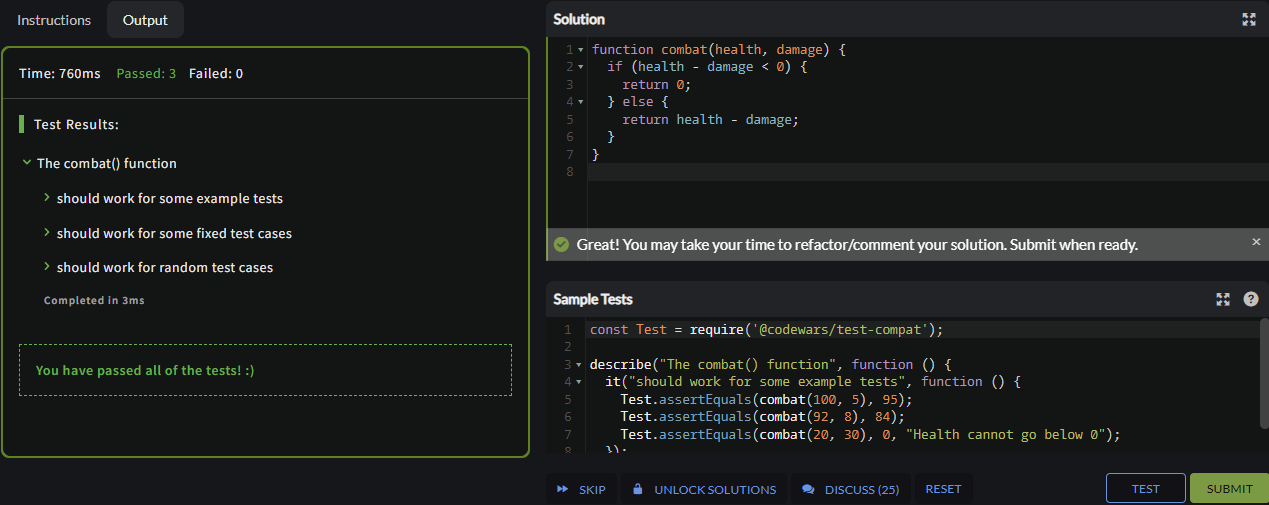 Instructions
Output
Time: 760ms Passed: 3 Failed: 0
Test Results:
The combat() function
should work for some example tests
should work for some fixed test cases
should work for random test cases
Completed in 3ms
You have passed all of the tests! :)
Solution
1 function combat(health, damage) {
2   if (health - damage < 0) {
3     return 0;
4   } else {
5     return health - damage;
6   }
7 }
8
Great! You may take your time to refactor/comment your solution. Submit when ready.
Sample Tests
1 const Test = require('@codewars/test-compat');
2
3 describe("The combat() function", function () {
4   it("should work for some example tests", function () {
5     Test.assertEquals(combat(100, 5), 95);
6     Test.assertEquals(combat(92, 8), 84);
7     Test.assertEquals(combat(20, 30), 0, "Health cannot go below 0");
8   });
SKIP UNLOCK SOLUTIONS DISCUSS (25) RESET TEST SUBMIT